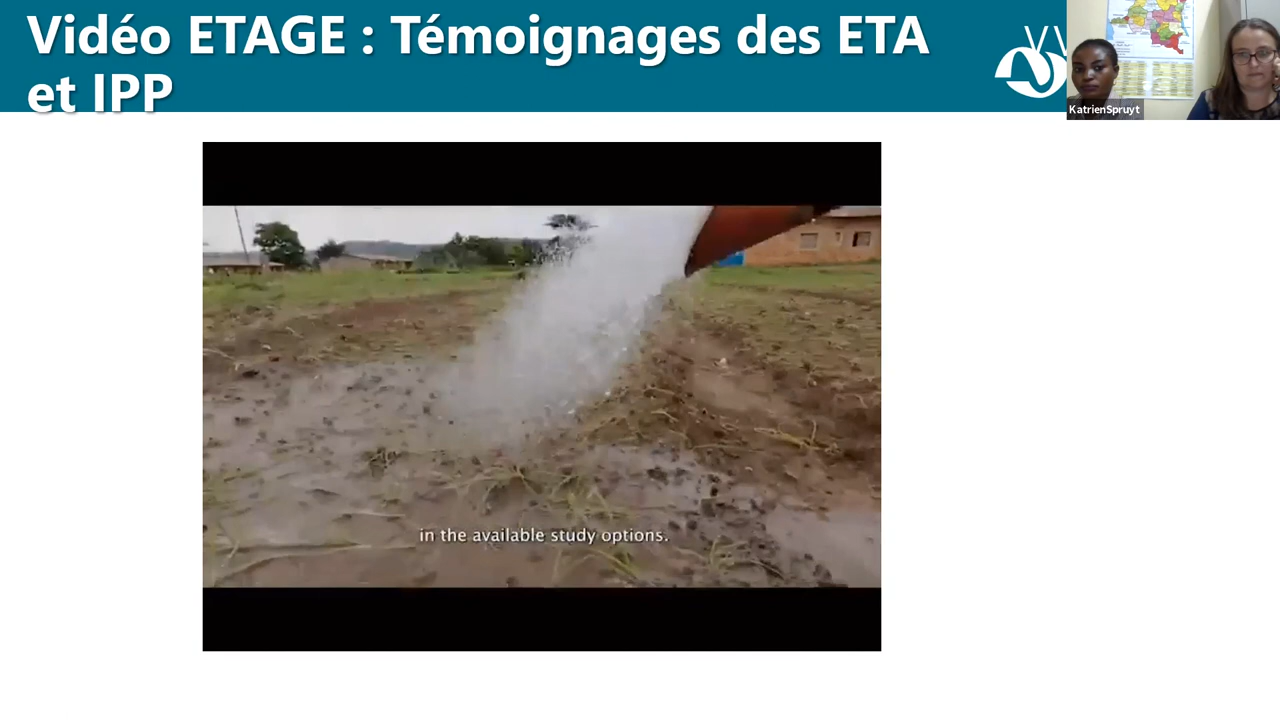 Vidéo ETAGE : Témoignages des ETA
et IPP
KatrienSpruyt
in the available study options.